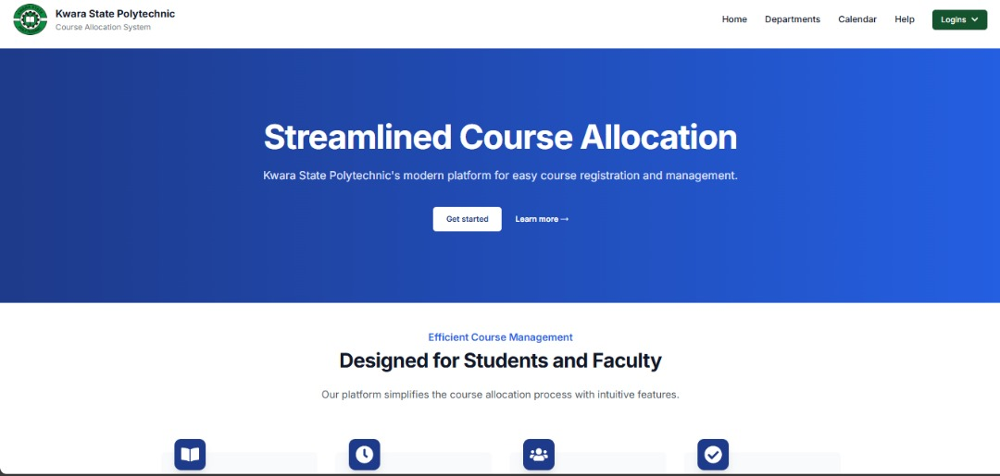 Kwara State Polytechnic
Course Allocation System
Home Departments Calendar Help Logins
Streamlined Course Allocation
Kwara State Polytechnic's modern platform for easy course registration and management.
Get started Learn more →
Efficient Course Management
Designed for Students and Faculty
Our platform simplifies the course allocation process with intuitive features.